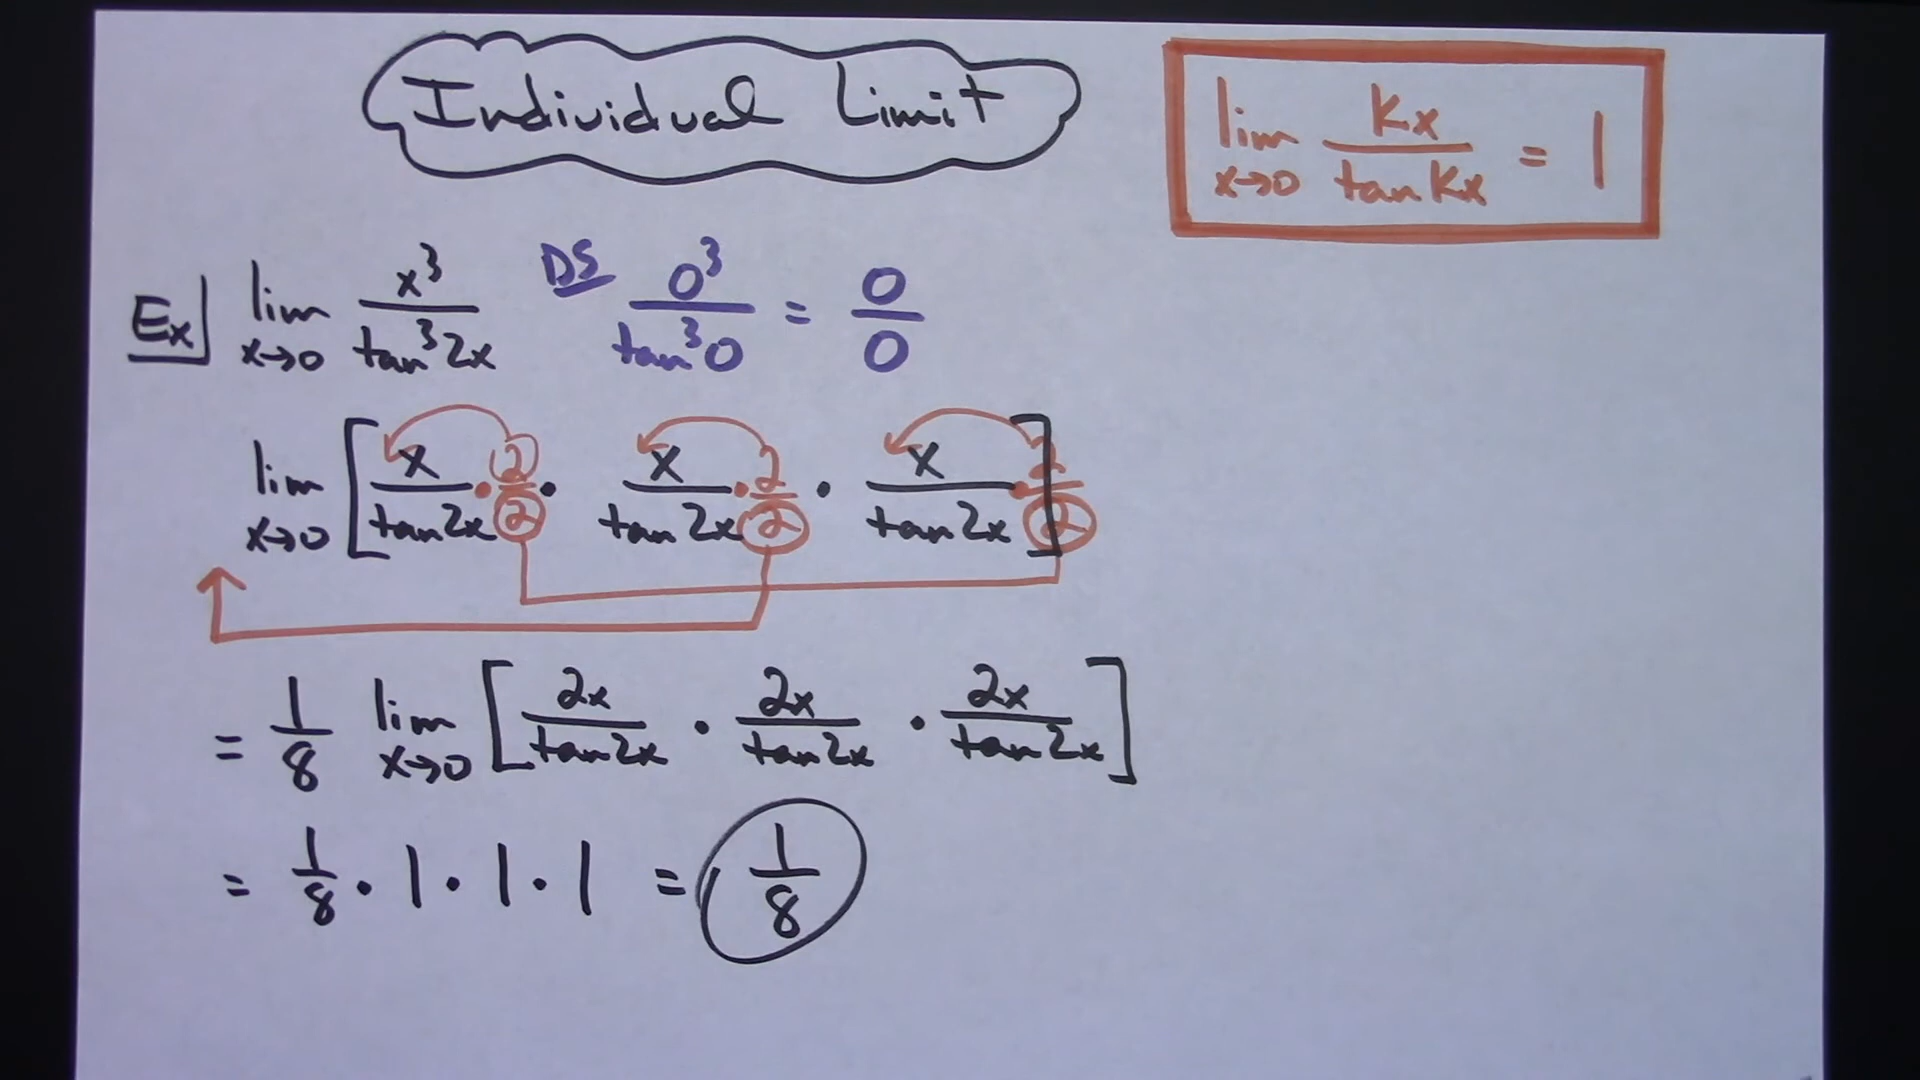 Individual Limit
lim x→0 Kx/tan Kx = 1
Ex lim x→0 x³/tan³2x DS 0³/tan³0 = 0/0
lim x→0 [x/tan2x · 2/2 · x/tan2x · 2/2 · x/tan2x · 2/2]
= 1/8 lim x→0 [2x/tan2x · 2x/tan2x · 2x/tan2x]
= 1/8 · 1 · 1 · 1 = 1/8